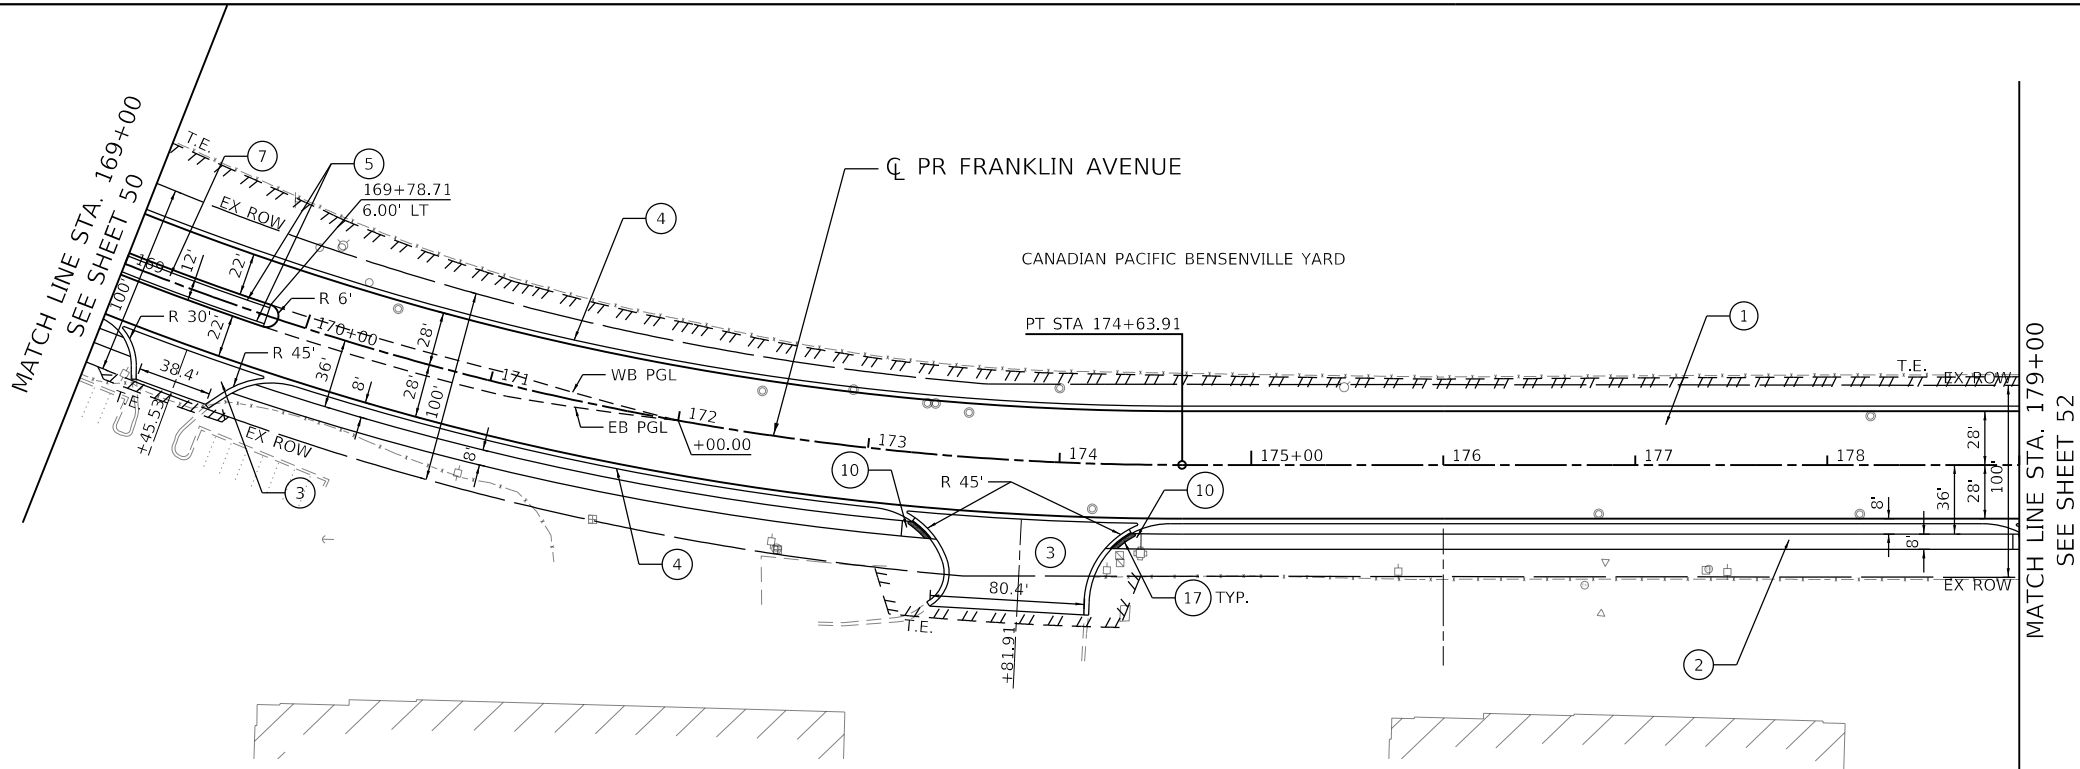 MATCH LINE STA. 169+00
SEE SHEET 50
T.E.
7
5
169+78.71
6.00' LT
EX ROW
4
℄ PR FRANKLIN AVENUE
CANADIAN PACIFIC BENSENVILLE YARD
PT STA 174+63.91
1
169
12'
22'
100'
R 6'
R 30'
22'
170+00
28'
R 45'
36'
38.4'
8'
28'
100'
171
WB PGL
EB PGL
172
+00.00
173
174
175+00
176
177
178
T.E.
EX ROW
28'
28'
36'
100'
8'
8'
EX ROW
MATCH LINE STA. 179+00
SEE SHEET 52
T.E.
+45.53
EX ROW
3
8'
10
R 45'
10
4
3
80.4'
17 TYP.
T.E.
+81.91
2